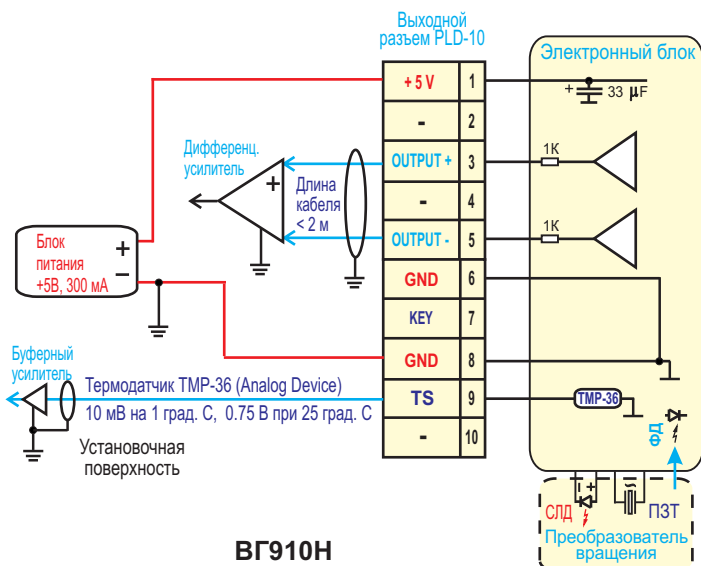 Выходной
разъем PLD-10
Электронный блок
+ 5 V 1
+ 33 µF
- 2
Дифференц.
усилитель
+
OUTPUT + 3
1К
Длина
кабеля
< 2 м
- 4
OUTPUT - 5
1К
Блок
питания
+5В, 300 мА
+
−
GND 6
KEY 7
GND 8
Буферный
усилитель
Термодатчик TMP-36 (Analog Device)
10 мВ на 1 град. С, 0.75 В при 25 град. С
TS 9
TMP-36
- 10
ФД
Установочная
поверхность
− +
СЛД
ПЗТ
Преобразователь
вращения
ВГ910Н